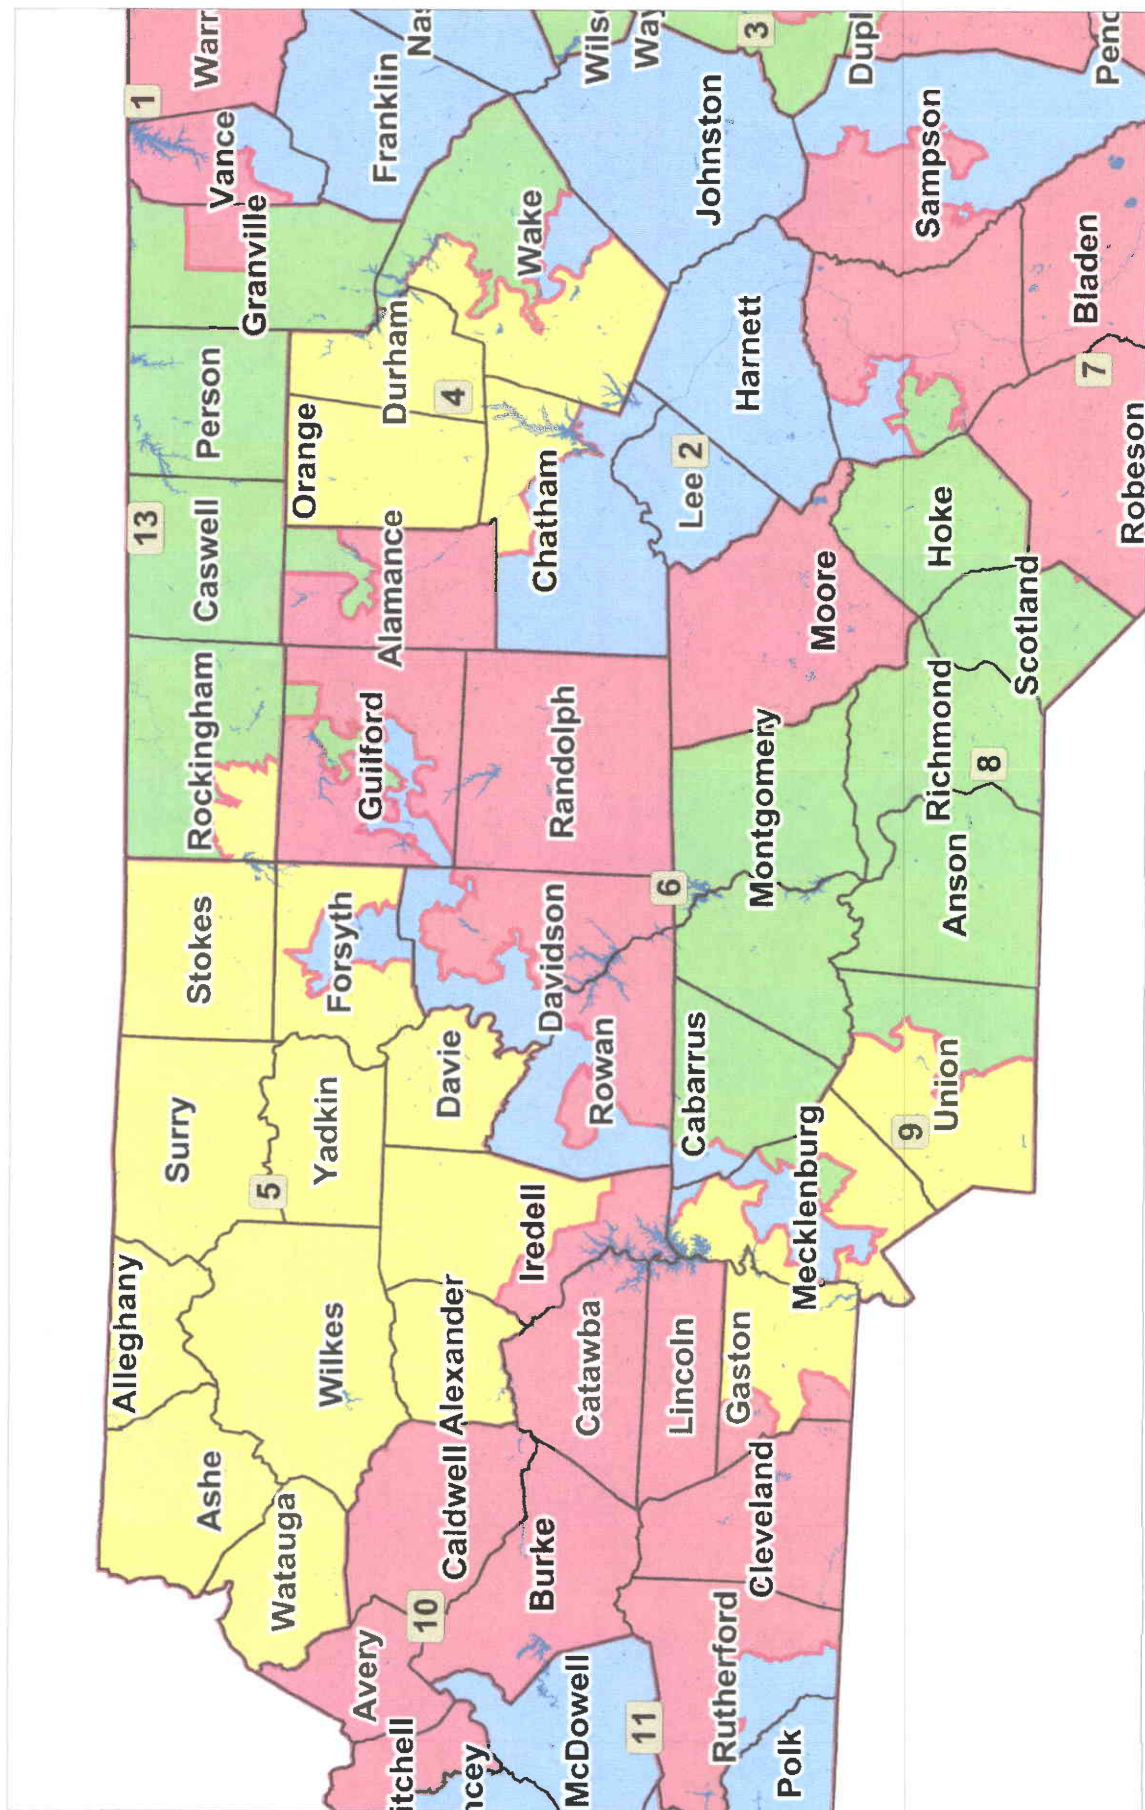 Alleghany
Ashe
Surry
Stokes
Rockingham
13
Caswell
Person
Granville
Vance
1
Warr
Watauga
Wilkes
5
Yadkin
Forsyth
Guilford
Alamance
Orange
Durham
Franklin
Nas
Avery
10
Caldwell
Alexander
Iredell
Davie
Davidson
Randolph
Chatham
4
Wake
itchell
ncey
McDowell
Burke
Catawba
Rowan
6
Lee
2
Johnston
Wils
Way
11
Rutherford
Cleveland
Lincoln
Gaston
Cabarrus
Montgomery
Moore
Harnett
3
Polk
Mecklenburg
9
Union
Anson
Richmond
8
Scotland
Hoke
Sampson
Dupl
Robeson
7
Bladen
Pend